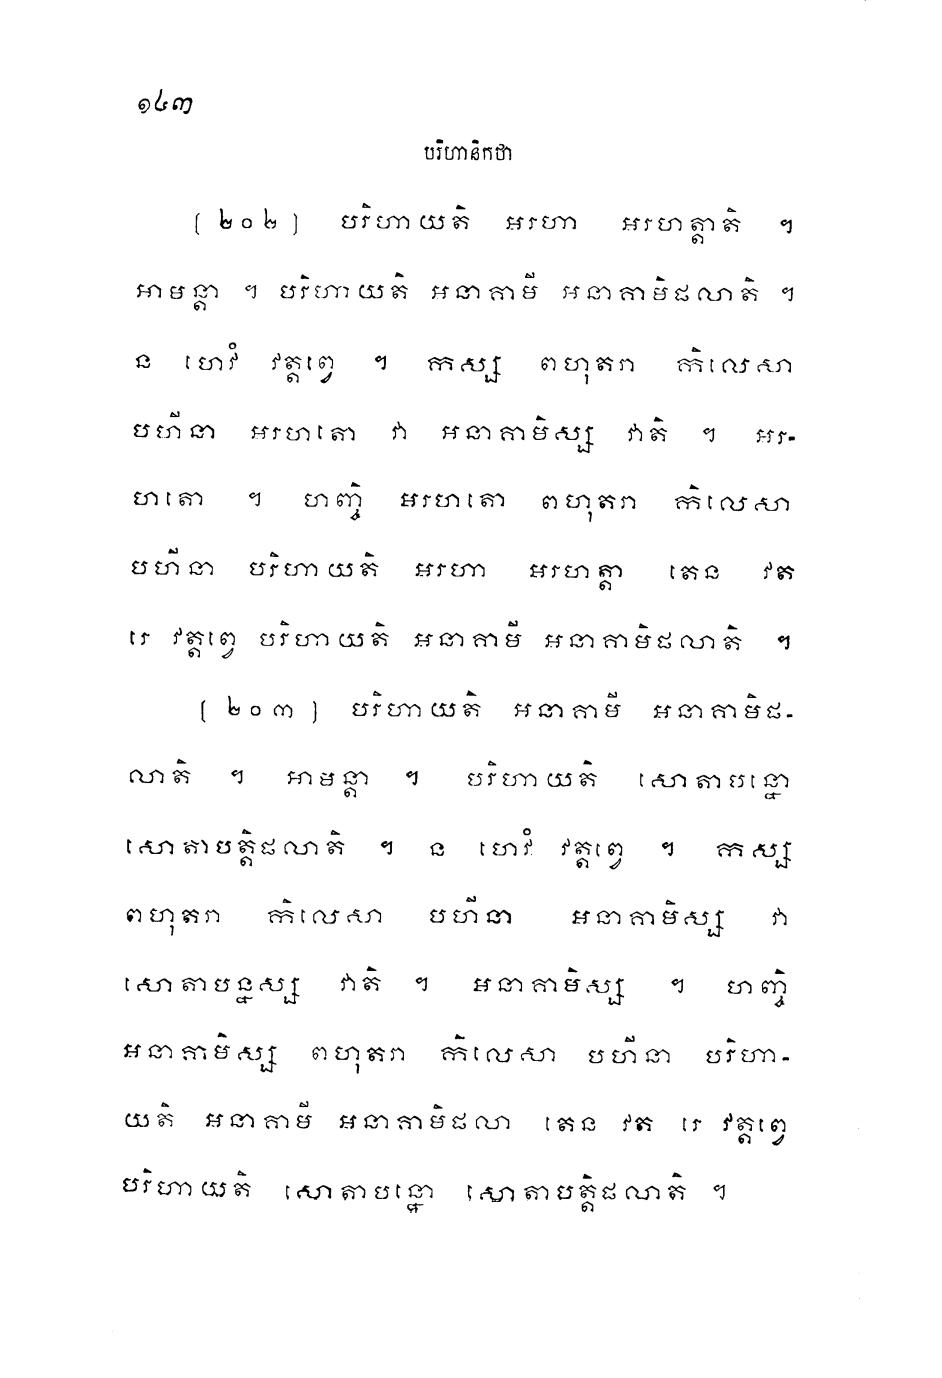 ១៤៣
បរិហានិកថា
(២០២) បរិហាយតិ អរហា អរហត្តាតិ ។
អាមន្តា ។ បរិហាយតិ អនាគាមី អនាគាមិផលាតិ ។
ន ហេវំ វត្តព្វេ ។ កស្ស ពហុតរា កិលេសា
បហីនា អរហតោ វា អនាគាមិស្ស វាតិ ។ អរ-
ហតោ ។ ហញ្ចិ អរហតោ ពហុតរា កិលេសា
បហីនា បរិហាយតិ អរហា អរហត្តា តេន វត
រេ វត្តព្វេ បរិហាយតិ អនាគាមី អនាគាមិផលាតិ ។
(២០៣) បរិហាយតិ អនាគាមី អនាគាមិផ-
លាតិ ។ អាមន្តា ។ បរិហាយតិ សោតាបន្នោ
សោតាបត្តិផលាតិ ។ ន ហេវំ វត្តព្វេ ។ កស្ស
ពហុតរា កិលេសា បហីនា អនាគាមិស្ស វា
សោតាបន្នស្ស វាតិ ។ អនាគាមិស្ស ។ ហញ្ចិ
អនាគាមិស្ស ពហុតរា កិលេសា បហីនា បរិហា-
យតិ អនាគាមី អនាគាមិផលា តេន វត រេ វត្តព្វេ
បរិហាយតិ សោតាបន្នោ សោតាបត្តិផលាតិ ។